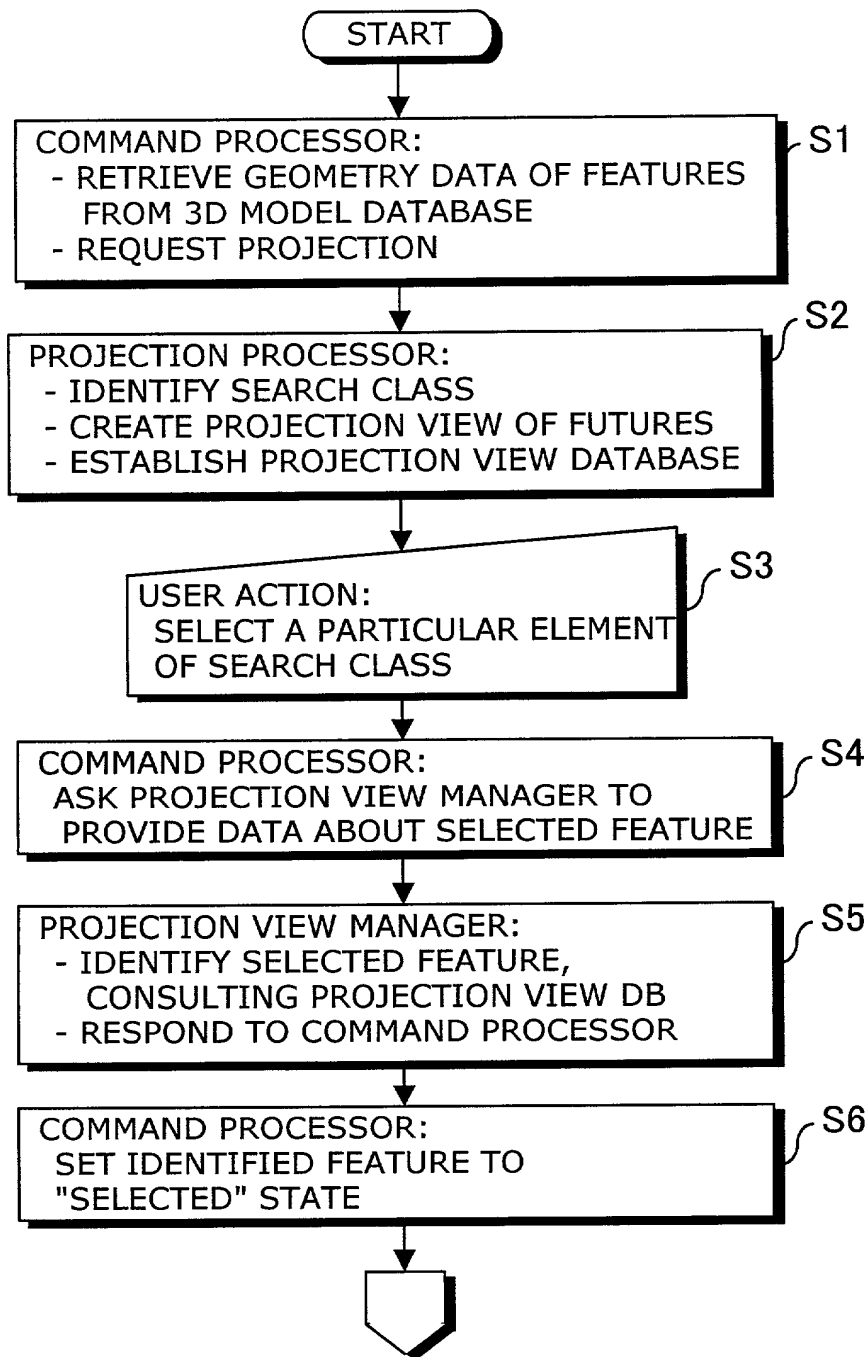 START
COMMAND PROCESSOR:
- RETRIEVE GEOMETRY DATA OF FEATURES
FROM 3D MODEL DATABASE
- REQUEST PROJECTION
S1
PROJECTION PROCESSOR:
- IDENTIFY SEARCH CLASS
- CREATE PROJECTION VIEW OF FUTURES
- ESTABLISH PROJECTION VIEW DATABASE
S2
USER ACTION:
SELECT A PARTICULAR ELEMENT
OF SEARCH CLASS
S3
COMMAND PROCESSOR:
ASK PROJECTION VIEW MANAGER TO
PROVIDE DATA ABOUT SELECTED FEATURE
S4
PROJECTION VIEW MANAGER:
- IDENTIFY SELECTED FEATURE,
CONSULTING PROJECTION VIEW DB
- RESPOND TO COMMAND PROCESSOR
S5
COMMAND PROCESSOR:
SET IDENTIFIED FEATURE TO
"SELECTED" STATE
S6